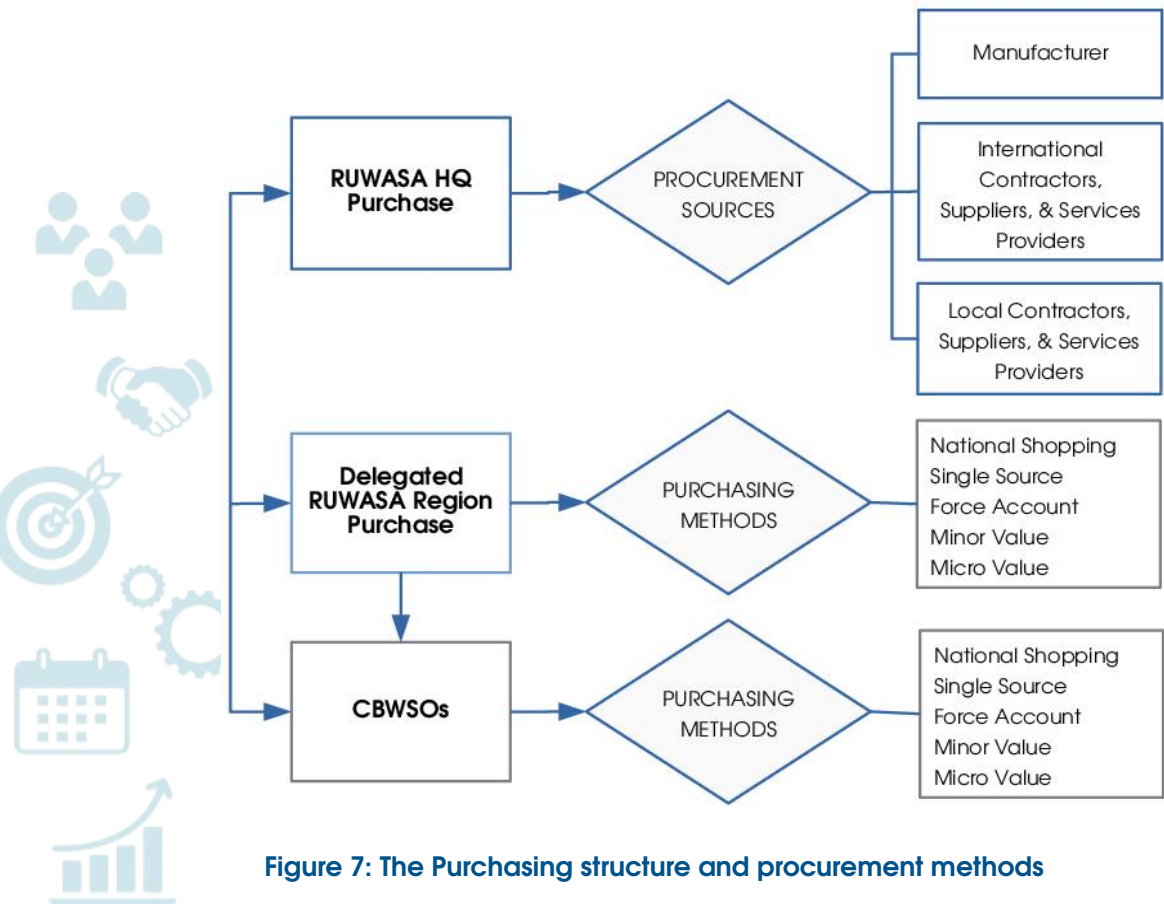 RUWASA HQ
Purchase
PROCUREMENT
SOURCES
Manufacturer
International
Contractors,
Suppliers, & Services
Providers
Local Contractors,
Suppliers, & Services
Providers
Delegated
RUWASA Region
Purchase
PURCHASING
METHODS
National Shopping
Single Source
Force Account
Minor Value
Micro Value
CBWSOs
PURCHASING
METHODS
National Shopping
Single Source
Force Account
Minor Value
Micro Value
Figure 7: The Purchasing structure and procurement methods